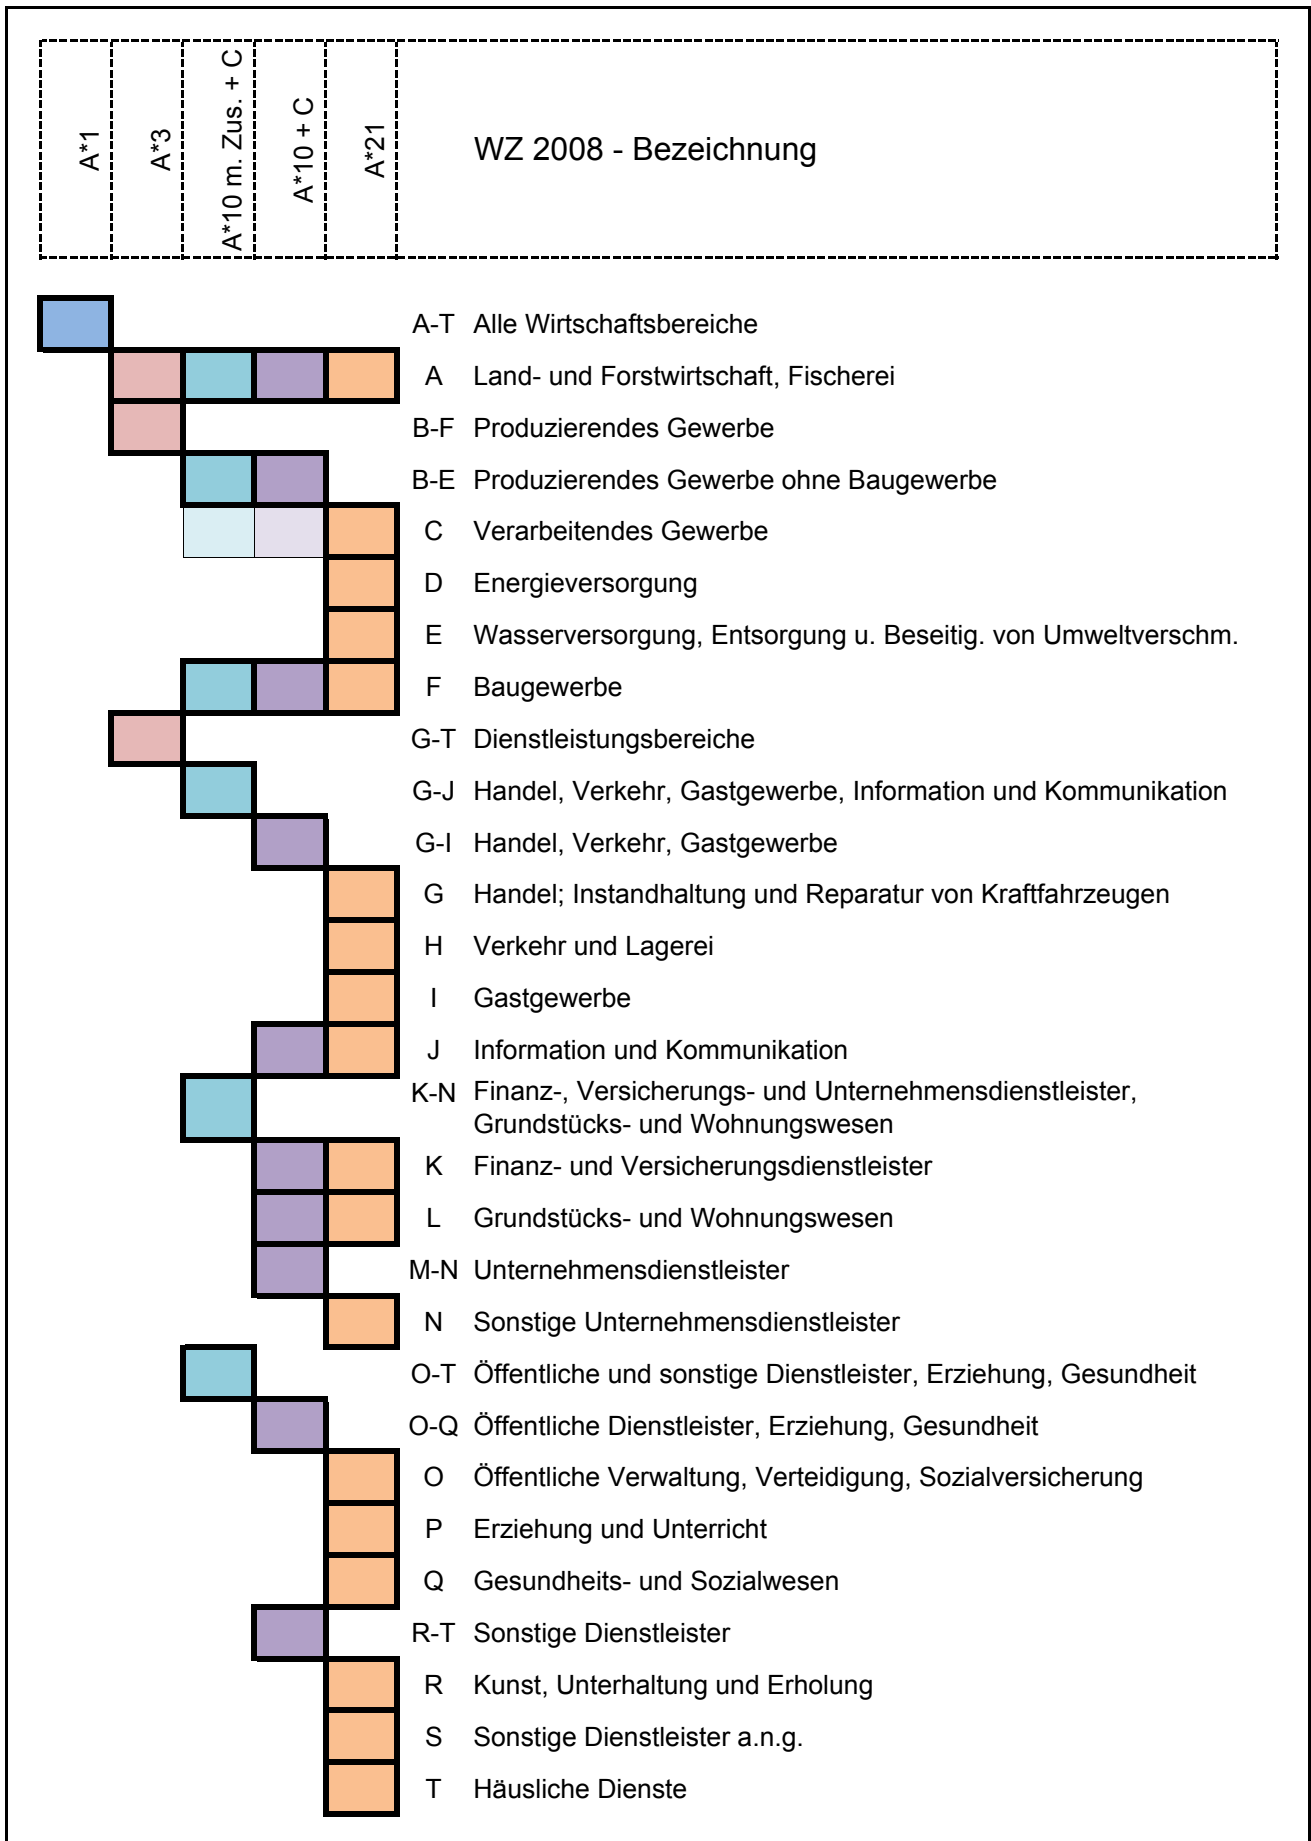 A*1
A*3
A*10 m. Zus. + C
A*10 + C
A*21
WZ 2008 - Bezeichnung
A-T Alle Wirtschaftsbereiche
A Land- und Forstwirtschaft, Fischerei
B-F Produzierendes Gewerbe
B-E Produzierendes Gewerbe ohne Baugewerbe
C Verarbeitendes Gewerbe
D Energieversorgung
E Wasserversorgung, Entsorgung u. Beseitig. von Umweltverschm.
F Baugewerbe
G-T Dienstleistungsbereiche
G-J Handel, Verkehr, Gastgewerbe, Information und Kommunikation
G-I Handel, Verkehr, Gastgewerbe
G Handel; Instandhaltung und Reparatur von Kraftfahrzeugen
H Verkehr und Lagerei
I Gastgewerbe
J Information und Kommunikation
K-N Finanz-, Versicherungs- und Unternehmensdienstleister,
Grundstücks- und Wohnungswesen
K Finanz- und Versicherungsdienstleister
L Grundstücks- und Wohnungswesen
M-N Unternehmensdienstleister
N Sonstige Unternehmensdienstleister
O-T Öffentliche und sonstige Dienstleister, Erziehung, Gesundheit
O-Q Öffentliche Dienstleister, Erziehung, Gesundheit
O Öffentliche Verwaltung, Verteidigung, Sozialversicherung
P Erziehung und Unterricht
Q Gesundheits- und Sozialwesen
R-T Sonstige Dienstleister
R Kunst, Unterhaltung und Erholung
S Sonstige Dienstleister a.n.g.
T Häusliche Dienste